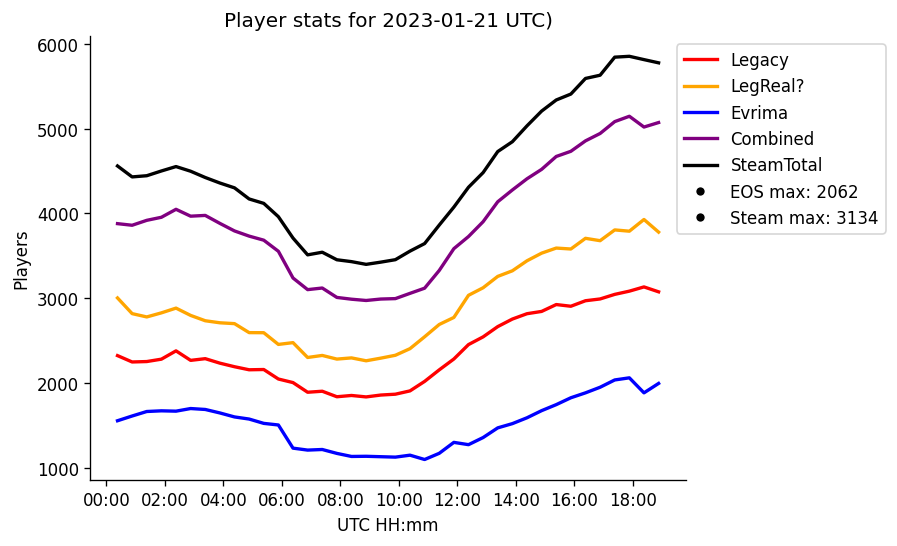 Player stats for 2023-01-21 UTC)
6000
5000
4000
3000
2000
1000
Players
00:00 02:00 04:00 06:00 08:00 10:00 12:00 14:00 16:00 18:00
UTC HH:mm
Legacy
LegReal?
Evrima
Combined
SteamTotal
EOS max: 2062
Steam max: 3134